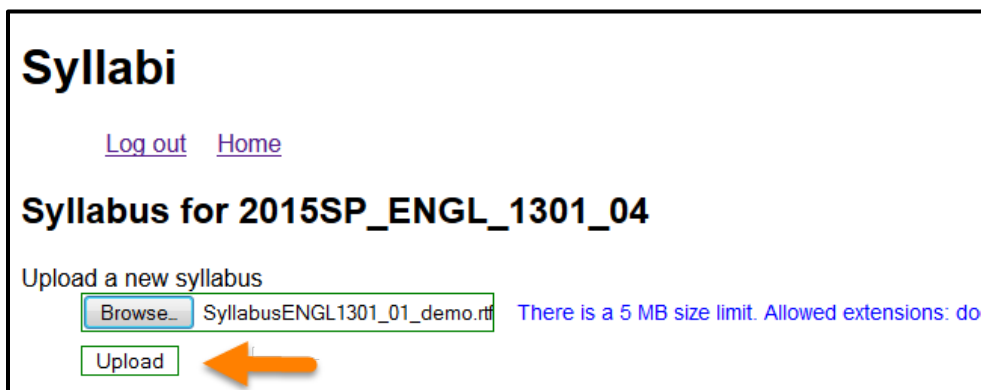 Syllabi
Log out Home
Syllabus for 2015SP_ENGL_1301_04
Upload a new syllabus
Browse_ SyllabusENGL1301_01_demo.rtf There is a 5 MB size limit. Allowed extensions:
Upload